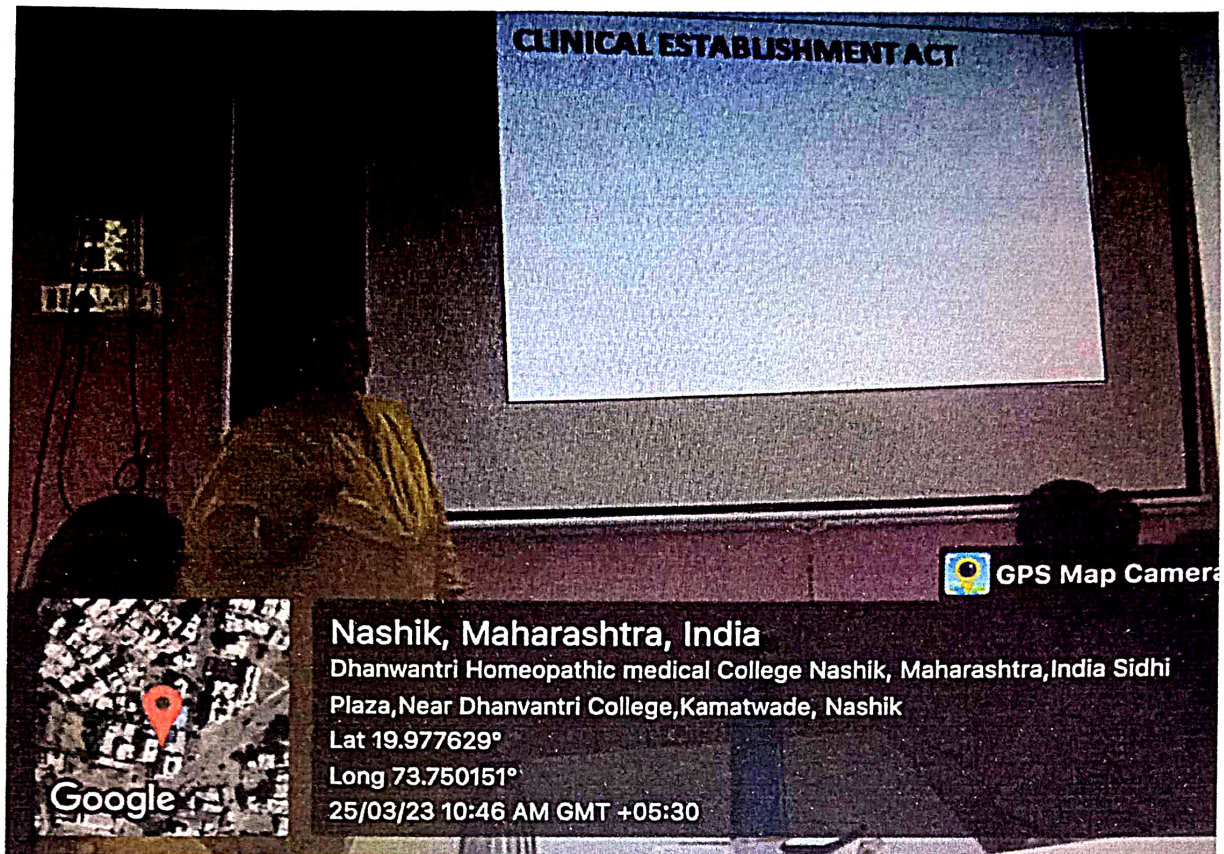 CLINICAL ESTABLISHMENT ACT
GPS Map Camera
Nashik, Maharashtra, India
Dhanwantri Homeopathic medical College Nashik, Maharashtra,India Sidhi
Plaza,Near Dhanvantri College,Kamatwade, Nashik
Lat 19.977629°
Long 73.750151°
25/03/23 10:46 AM GMT +05:30
Google